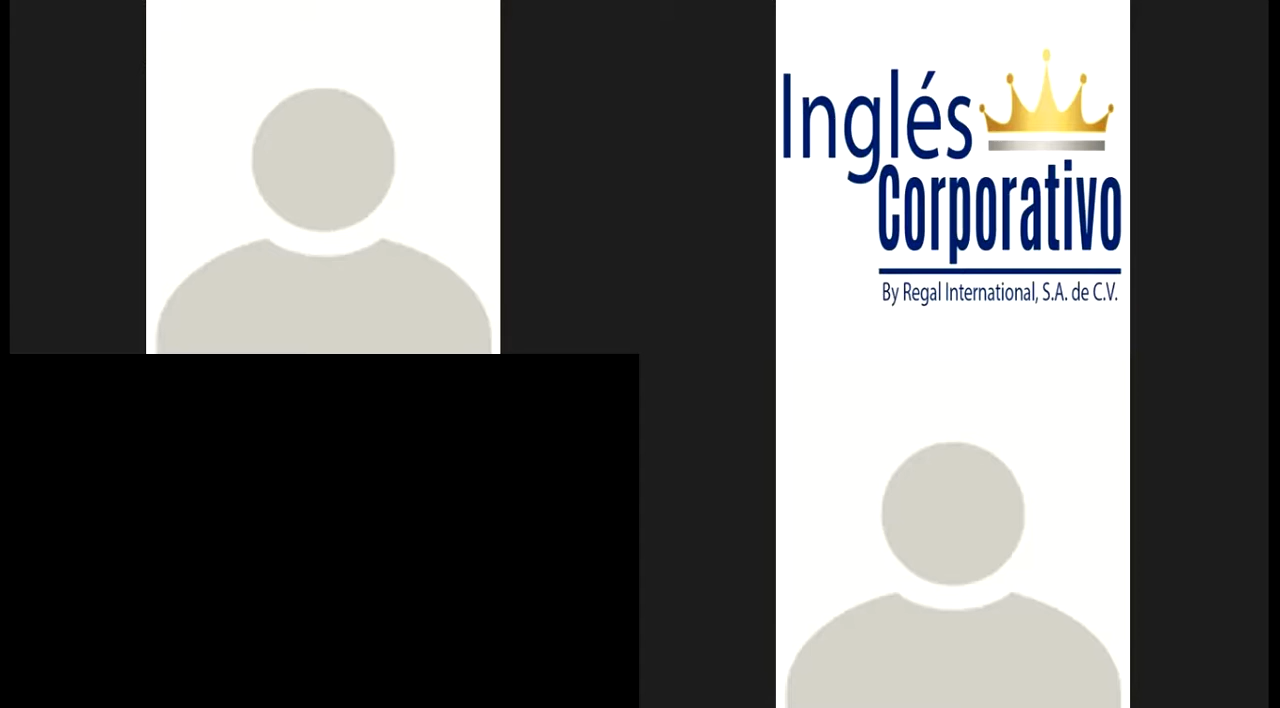 Inglés
Corporativo
By Regal International, S.A. de C.V.